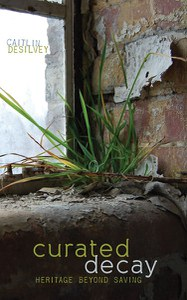 CAITLIN
DESILVEY
curated
decay
HERITAGE BEYOND SAVING